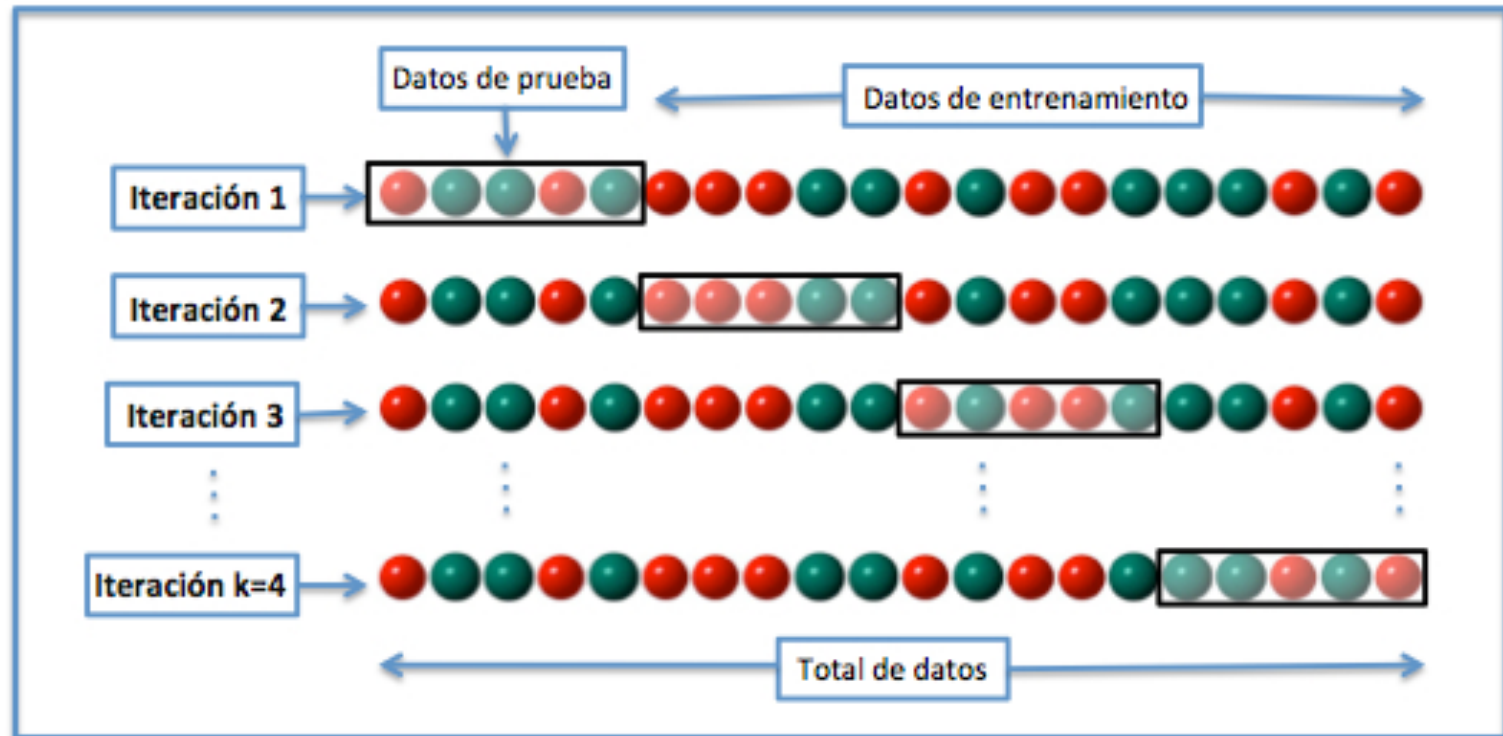 Datos de prueba
Datos de entrenamiento
Iteración 1
Iteración 2
Iteración 3
Iteración k=4
Total de datos